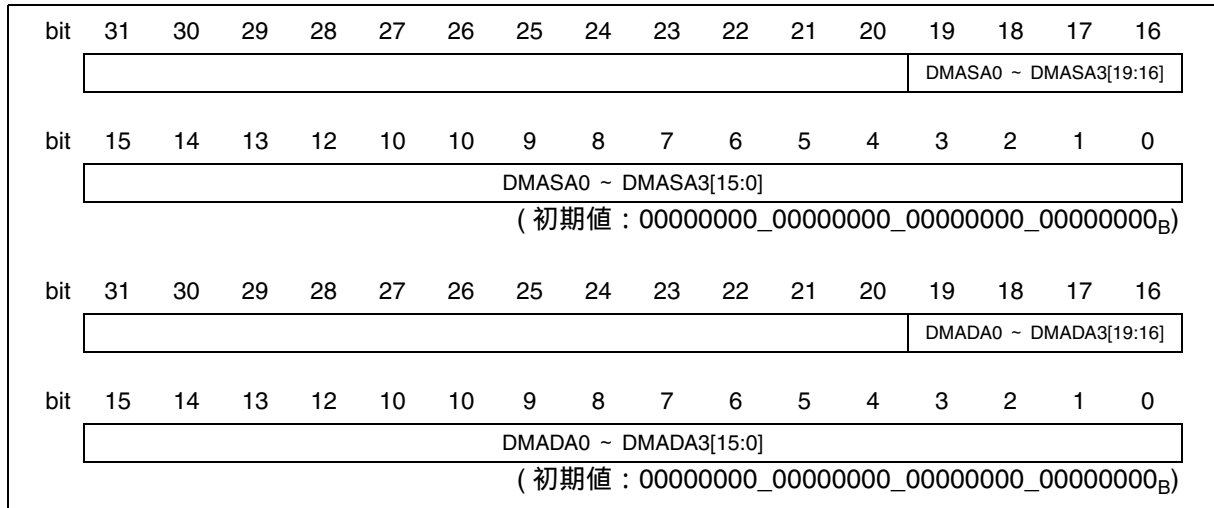 bit 31 30 29 28 27 26 25 24 23 22 21 20 19 18 17 16
DMASA0 ~ DMASA3[19:16]
bit 15 14 13 12 10 10 9 8 7 6 5 4 3 2 1 0
DMASA0 ~ DMASA3[15:0]
( 初期値：00000000_00000000_00000000_00000000B)
bit 31 30 29 28 27 26 25 24 23 22 21 20 19 18 17 16
DMADA0 ~ DMADA3[19:16]
bit 15 14 13 12 10 10 9 8 7 6 5 4 3 2 1 0
DMADA0 ~ DMADA3[15:0]
( 初期値：00000000_00000000_00000000_00000000B)